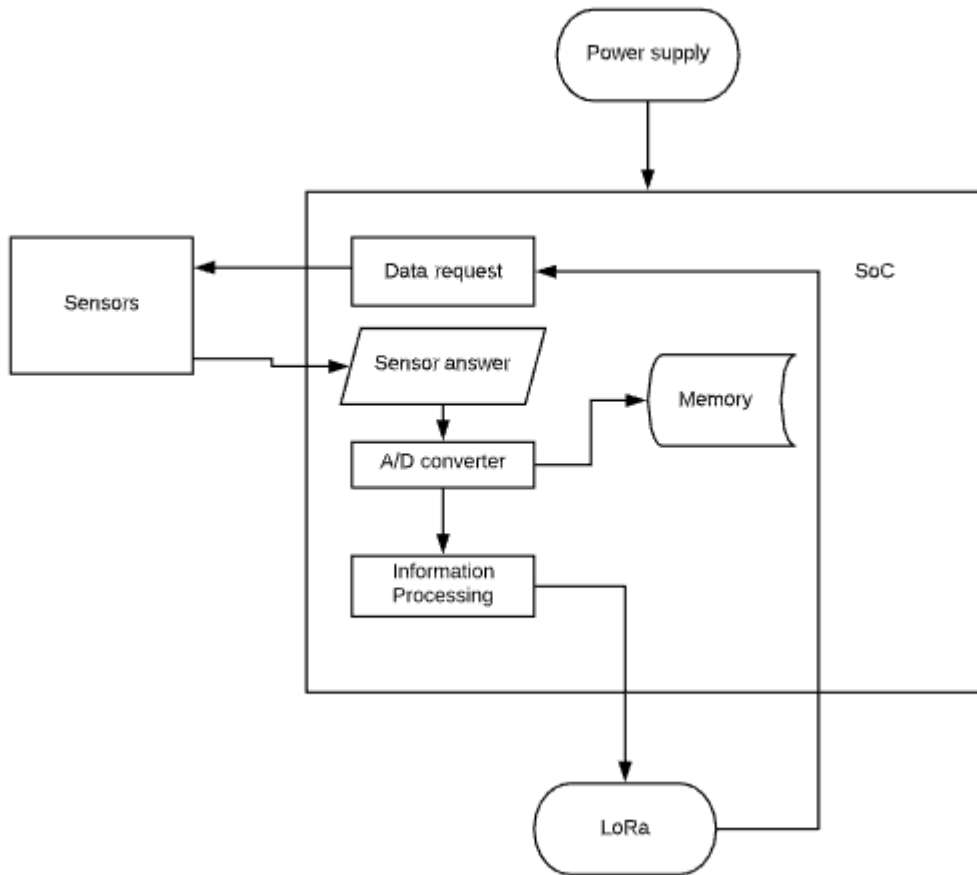 Power supply
Data request
SoC
Sensors
Sensor answer
Memory
A/D converter
Information
Processing
LoRa